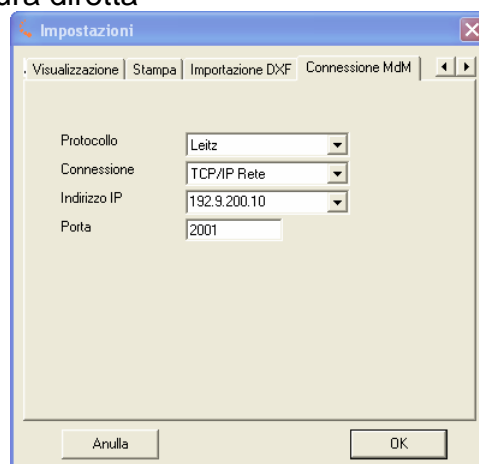 diretta
Impostazioni
Visualizzazione Stampa Importazione DXF Connessione MdM
Protocollo Leitz
Connessione TCP/IP Rete
Indirizzo IP 192.9.200.10
Porta 2001
Anulla OK